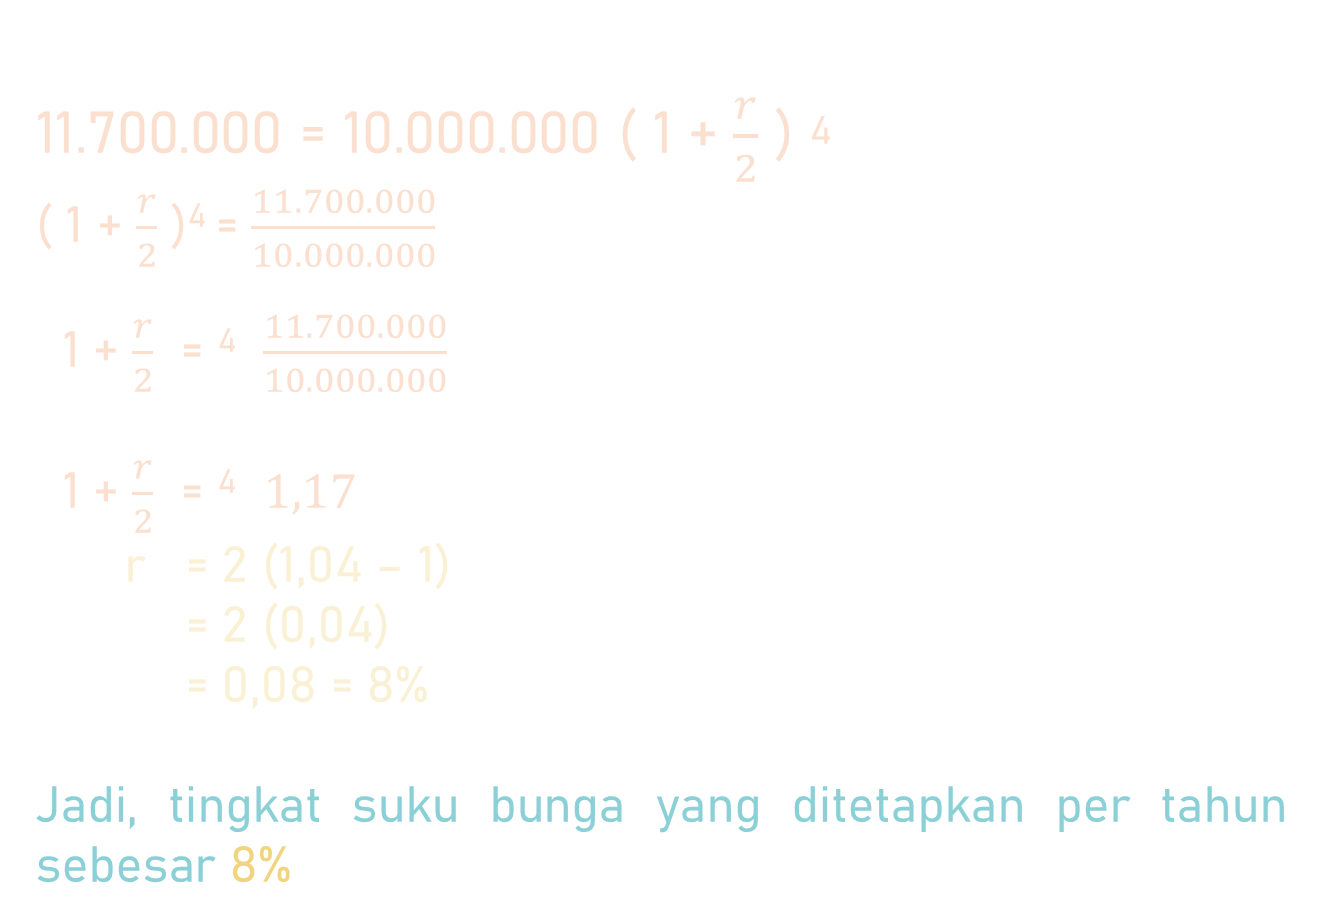 11.700.000 = 10.000.000 ( 1 + r/2 ) 4
( 1 + r/2 )4 = 11.700.000/10.000.000
1 + r/2 = 4 11.700.000/10.000.000
1 + r/2 = 4 1,17
r = 2 (1,04 – 1)
= 2 (0,04)
= 0,08 = 8%
Jadi, tingkat suku bunga yang ditetapkan per tahun
sebesar 8%